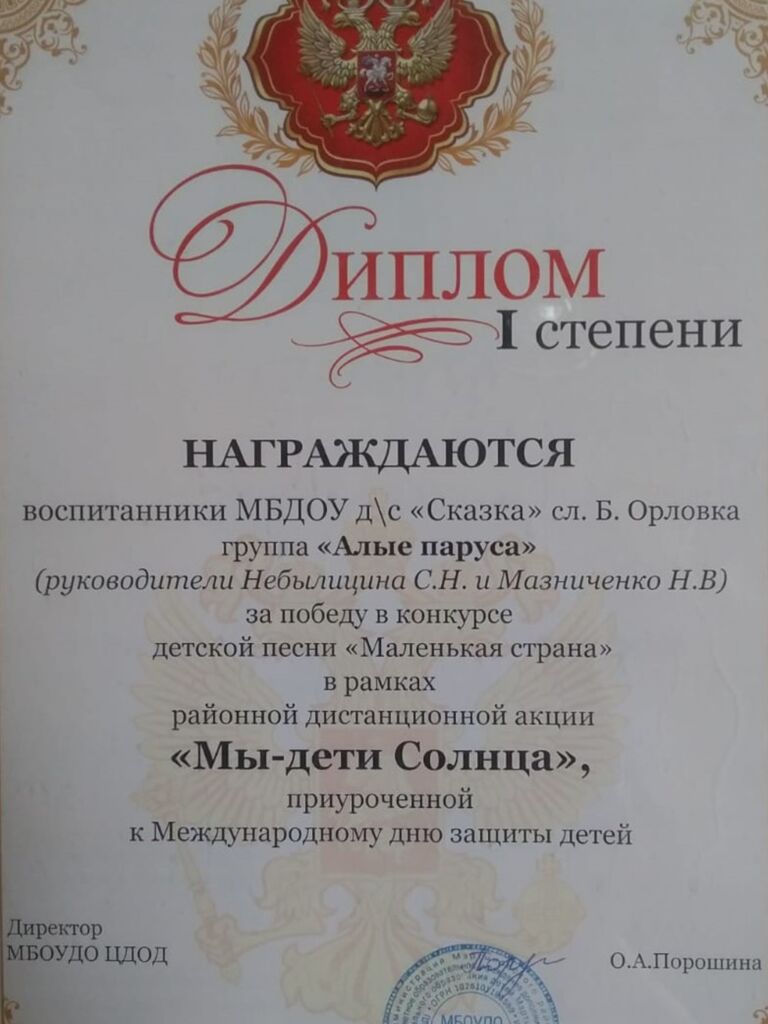 Диплом
I степени
НАГРАЖДАЮТСЯ
воспитанники МБДОУ д\с «Сказка» сл. Б. Орловка
группа «Алые паруса»
(руководители Небылицина С.Н. и Мазниченко Н.В)
за победу в конкурсе
детской песни «Маленькая страна»
в рамках
районной дистанционной акции
«Мы-дети Солнца»,
приуроченной
к Международному дню защиты детей
Директор
МБОУДО ЦДОД
О.А.Порошина
МБОУДО